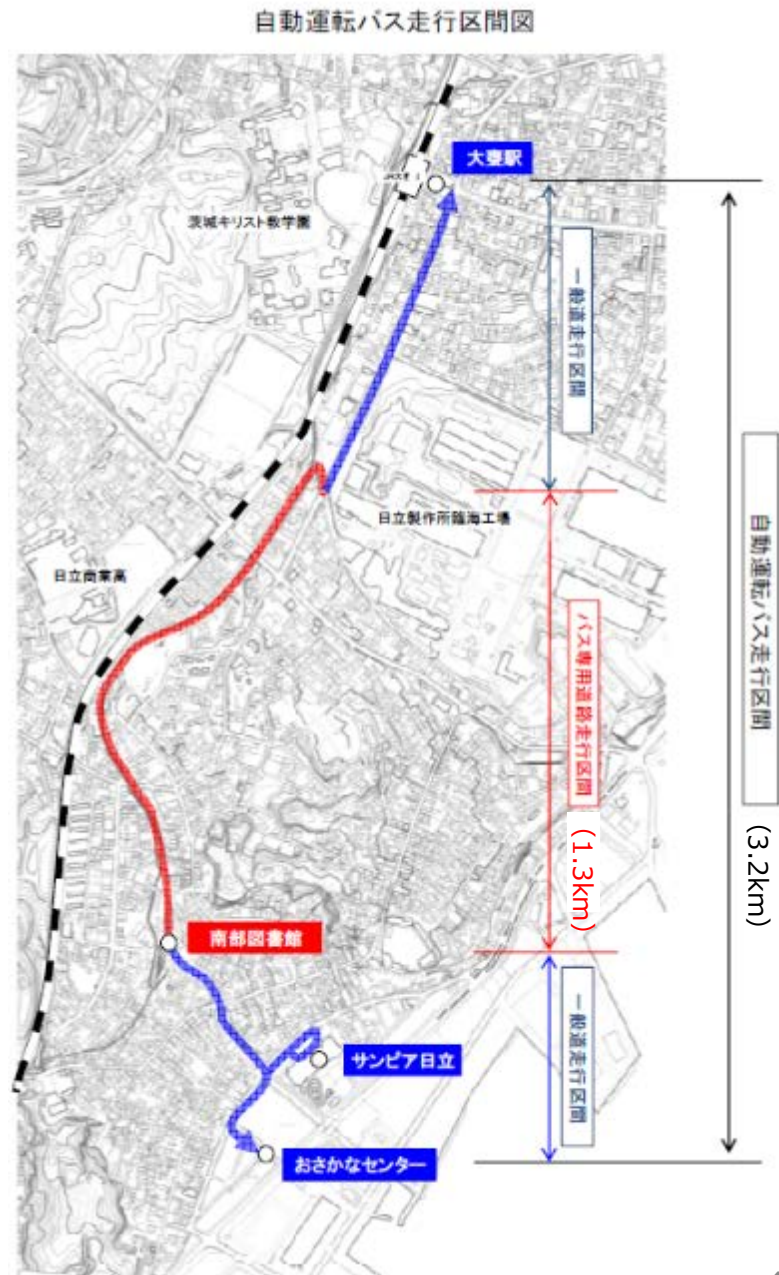 自動運転バス走行区間図
大甕駅
茨城キリスト教学園
一般道走行区間
日立製作所臨海工場
日立商業高
自動運転バス走行区間
(3.2km)
バス専用道路走行区間
(1.3km)
南部図書館
一般道走行区間
サンピア日立
おさかなセンター